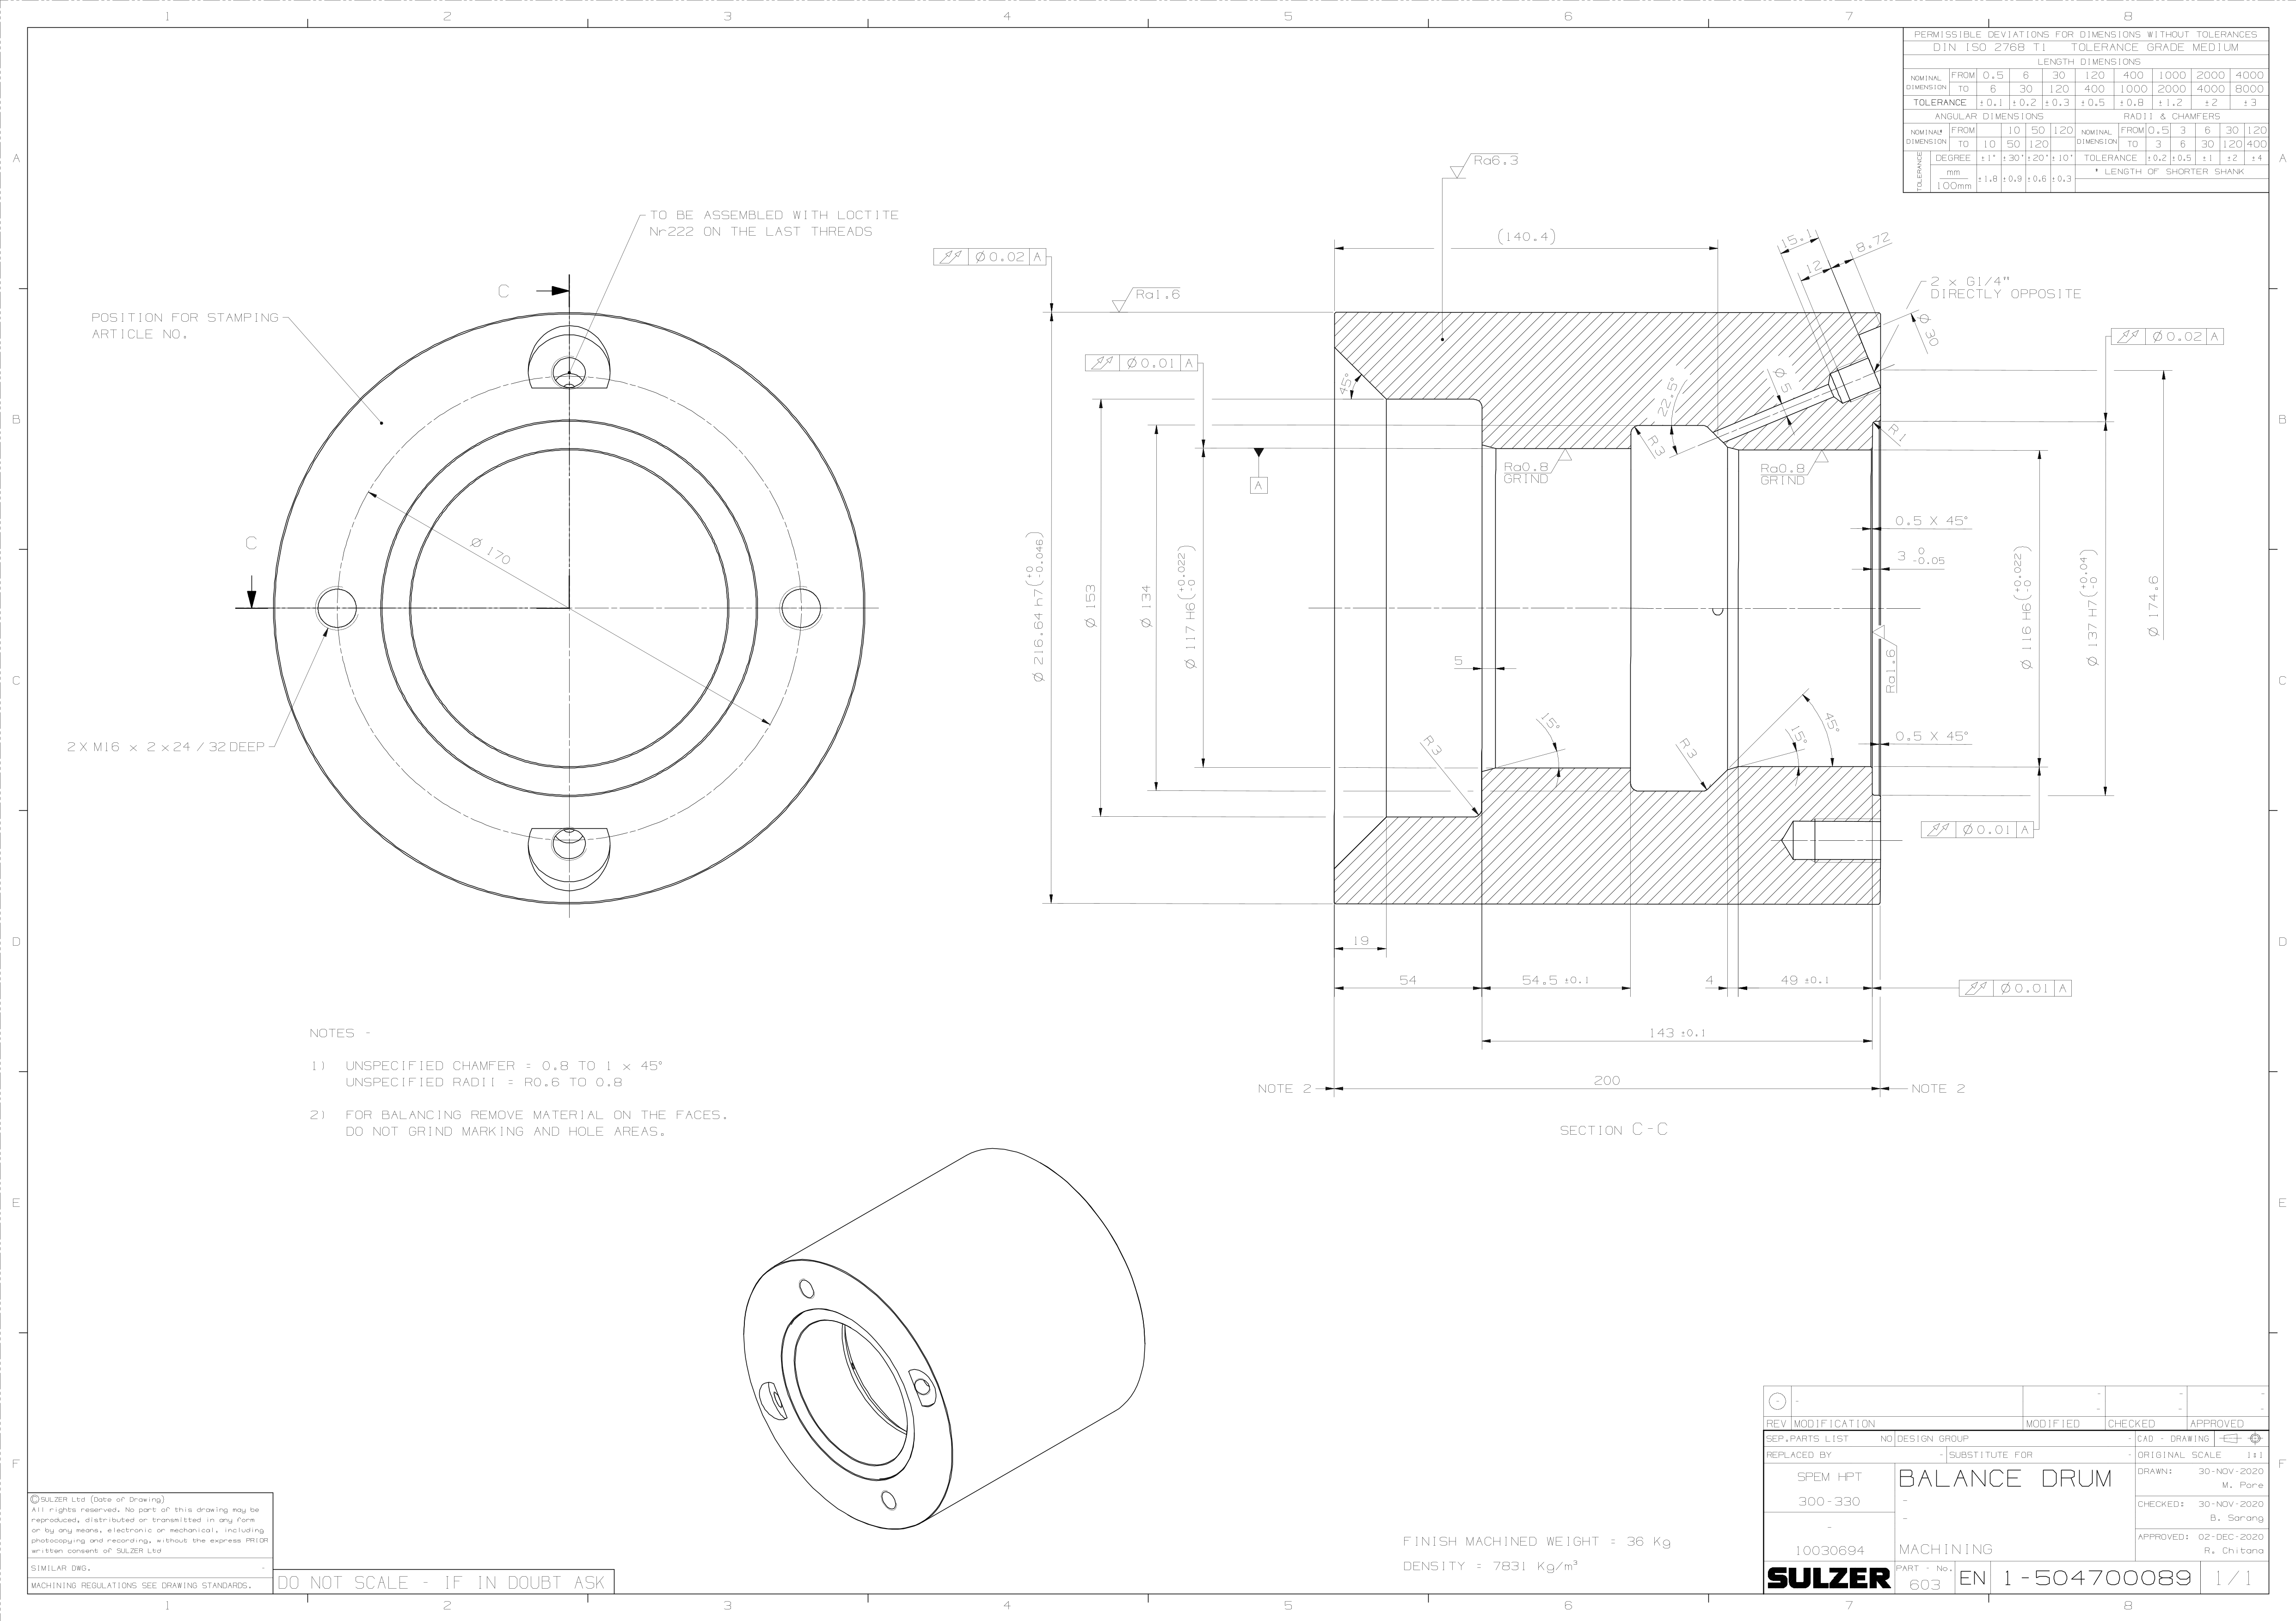 1 2 3 4 5 6 7 8
A
B
C
D
E
F
PERMISSIBLE DEVIATIONS FOR DIMENSIONS WITHOUT TOLERANCES
DIN ISO 2768 T1 TOLERANCE GRADE MEDIUM
LENGTH DIMENSIONS
NOMINAL DIMENSION FROM 0.5 6 30 120 400 1000 2000 4000
TO 6 30 120 400 1000 2000 4000 8000
TOLERANCE ±0.1 ±0.2 ±0.3 ±0.5 ±0.8 ±1.2 ±2 ±3
ANGULAR DIMENSIONS RADII & CHAMFERS
NOMINAL* DIMENSION FROM 10 50 120 NOMINAL DIMENSION FROM 0.5 3 6 30 120
TO 10 50 120 TO 3 6 30 120 400
TOLERANCE DEGREE ±1° ±30' ±20' ±10' TOLERANCE ±0.2 ±0.5 ±1 ±2 ±4
mm
100mm ±1.8 ±0.9 ±0.6 ±0.3 * LENGTH OF SHORTER SHANK
TO BE ASSEMBLED WITH LOCTITE
Nr222 ON THE LAST THREADS
POSITION FOR STAMPING
ARTICLE NO.
C
C
Ø 170
2 X M16 x 2 x 24 / 32 DEEP
Ø0.02 A
Ra1.6
Ra6.3
(140.4)
15.1
12
8.72
2 x G1/4"
DIRECTLY OPPOSITE
Ø 30
Ø0.02 A
Ø0.01 A
45°
22.5°
Ø 5
R3
R1
A
Ra0.8
GRIND
Ra0.8
GRIND
0.5 X 45°
3 0 -0.05
Ø 216.64 h7(+0 -0.046)
Ø 153
Ø 134
Ø 117 H6(+0.022 -0)
Ø 116 H6(+0.022 -0)
Ø 137 H7(+0.04 -0)
Ø 174.6
5
Ra1.6
15°
R3
R3
45°
15°
0.5 X 45°
Ø0.01 A
19
54
54.5 ±0.1
4
49 ±0.1
Ø0.01 A
143 ±0.1
NOTE 2
200
NOTE 2
SECTION C-C
NOTES -
1) UNSPECIFIED CHAMFER = 0.8 TO 1 x 45°
UNSPECIFIED RADII = R0.6 TO 0.8
2) FOR BALANCING REMOVE MATERIAL ON THE FACES.
DO NOT GRIND MARKING AND HOLE AREAS.
FINISH MACHINED WEIGHT = 36 Kg
DENSITY = 7831 Kg/m³
© SULZER Ltd (Date of Drawing)
All rights reserved. No part of this drawing may be
reproduced, distributed or transmitted in any form
or by any means, electronic or mechanical, including
photocopying and recording, without the express PRIOR
written consent of SULZER Ltd
SIMILAR DWG. -
MACHINING REGULATIONS SEE DRAWING STANDARDS.
DO NOT SCALE - IF IN DOUBT ASK
REV MODIFICATION MODIFIED CHECKED APPROVED
SEP.PARTS LIST NO DESIGN GROUP - CAD - DRAWING
REPLACED BY - SUBSTITUTE FOR - ORIGINAL SCALE 1:1
SPEM HPT
300-330
-
10030694
BALANCE DRUM
-
-
MACHINING
DRAWN: 30-NOV-2020
M. Pore
CHECKED: 30-NOV-2020
B. Sarang
APPROVED: 02-DEC-2020
R. Chitana
SULZER
PART - No.
603
EN 1-504700089 1/1
A
B
C
D
E
F
1 2 3 4 5 6 7 8